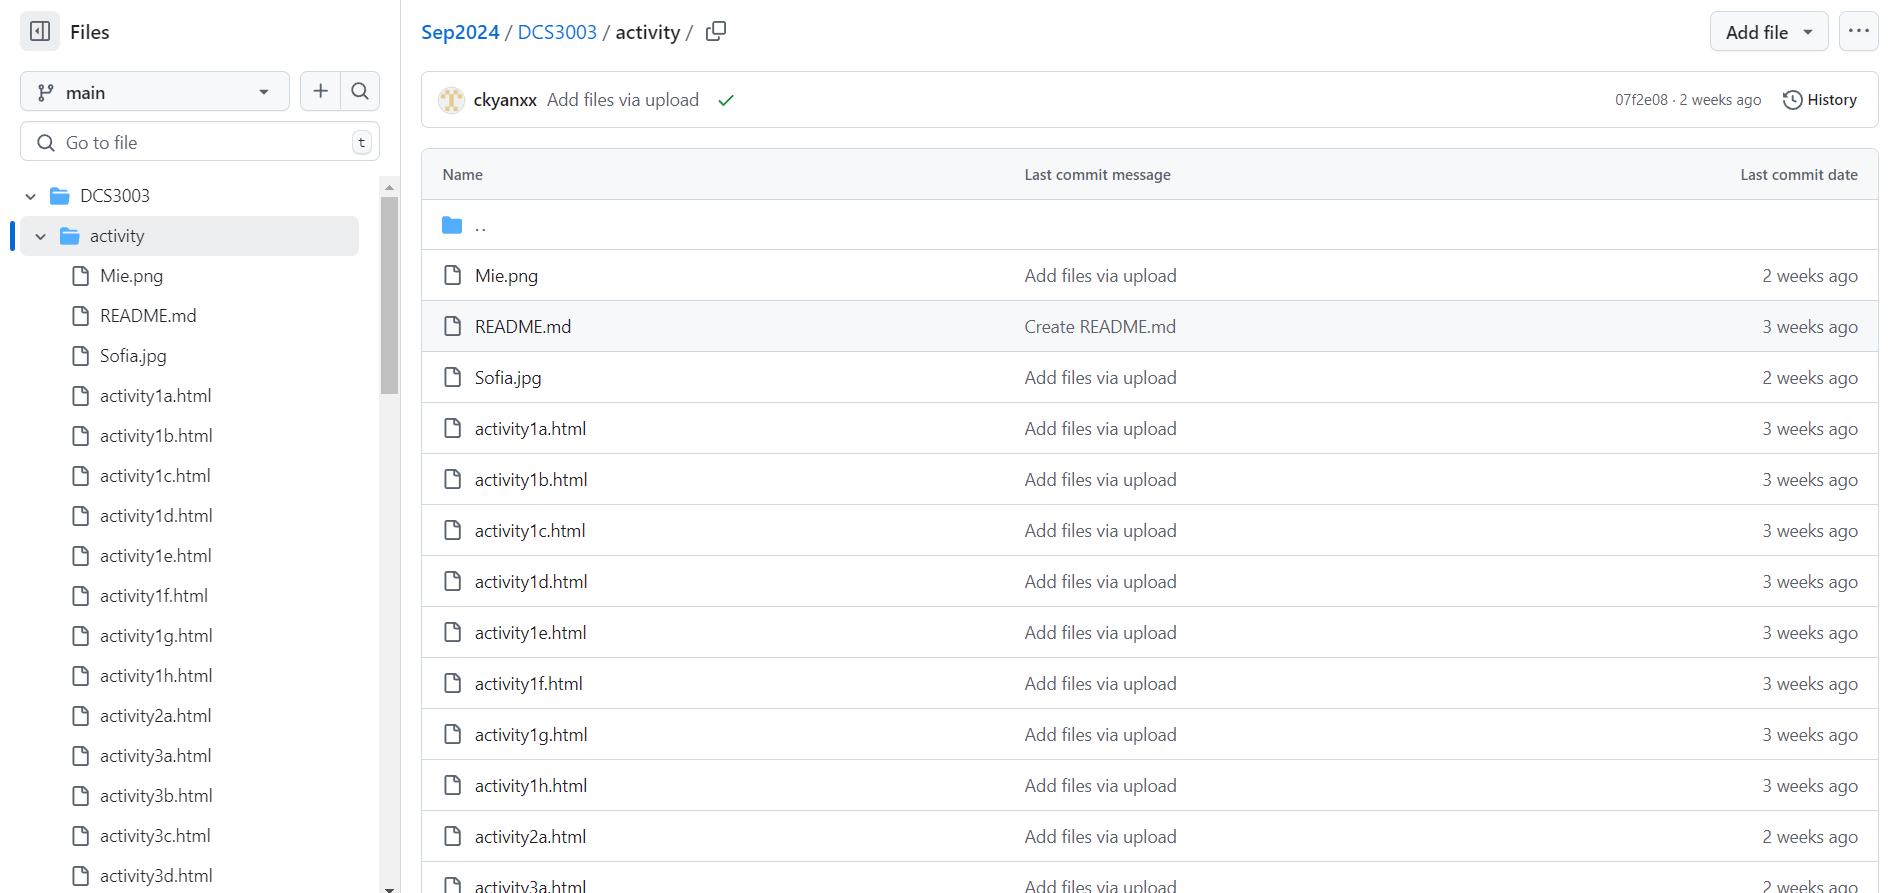 Files
main
Go to file
t
DCS3003
activity
Mie.png
README.md
Sofia.jpg
activity1a.html
activity1b.html
activity1c.html
activity1d.html
activity1e.html
activity1f.html
activity1g.html
activity1h.html
activity2a.html
activity3a.html
activity3b.html
activity3c.html
activity3d.html
Sep2024 / DCS3003 / activity /
Add file
ckyanxx Add files via upload
07f2e08 · 2 weeks ago
History
Name Last commit message Last commit date
..
Mie.png Add files via upload 2 weeks ago
README.md Create README.md 3 weeks ago
Sofia.jpg Add files via upload 2 weeks ago
activity1a.html Add files via upload 3 weeks ago
activity1b.html Add files via upload 3 weeks ago
activity1c.html Add files via upload 3 weeks ago
activity1d.html Add files via upload 3 weeks ago
activity1e.html Add files via upload 3 weeks ago
activity1f.html Add files via upload 3 weeks ago
activity1g.html Add files via upload 3 weeks ago
activity1h.html Add files via upload 3 weeks ago
activity2a.html Add files via upload 2 weeks ago
activity3a.html Add files via upload 2 weeks ago